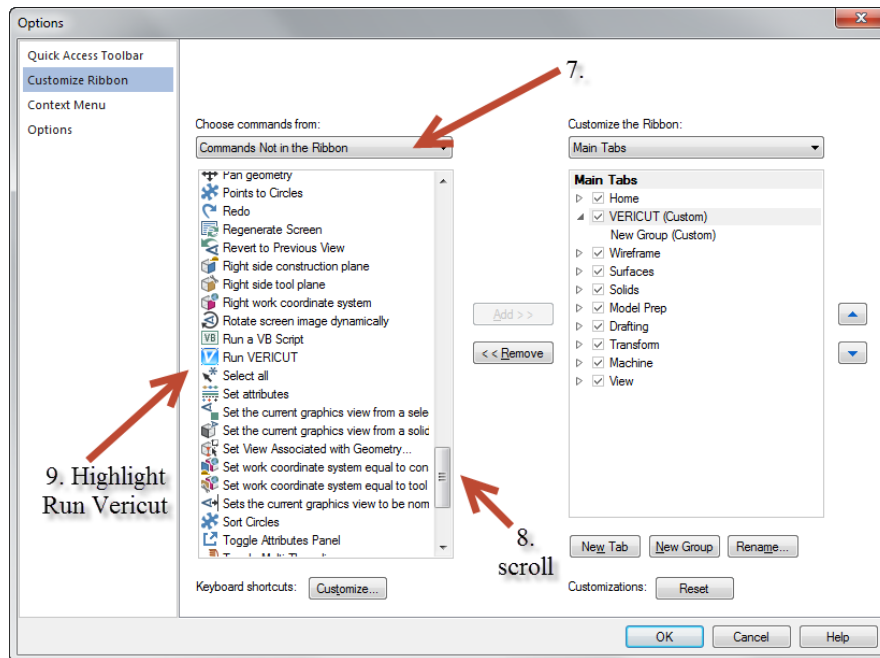 Options
Quick Access Toolbar
Customize Ribbon
Context Menu
Options
7.
Choose commands from:
Commands Not in the Ribbon
Pan geometry
Points to Circles
Redo
Regenerate Screen
Revert to Previous View
Right side construction plane
Right side tool plane
Right work coordinate system
Rotate screen image dynamically
VB Run a VB Script
Run VERICUT
Select all
Set attributes
Set the current graphics view from a sele
Set the current graphics view from a solid
Set View Associated with Geometry...
Set work coordinate system equal to con
Set work coordinate system equal to tool
Sets the current graphics view to be nom
Sort Circles
Toggle Attributes Panel
9. Highlight
Run Vericut
8.
scroll
Keyboard shortcuts: Customize...
Add > >
< < Remove
Customize the Ribbon:
Main Tabs
Main Tabs
Home
VERICUT (Custom)
New Group (Custom)
Wireframe
Surfaces
Solids
Model Prep
Drafting
Transform
Machine
View
New Tab New Group Rename...
Customizations: Reset
OK Cancel Help